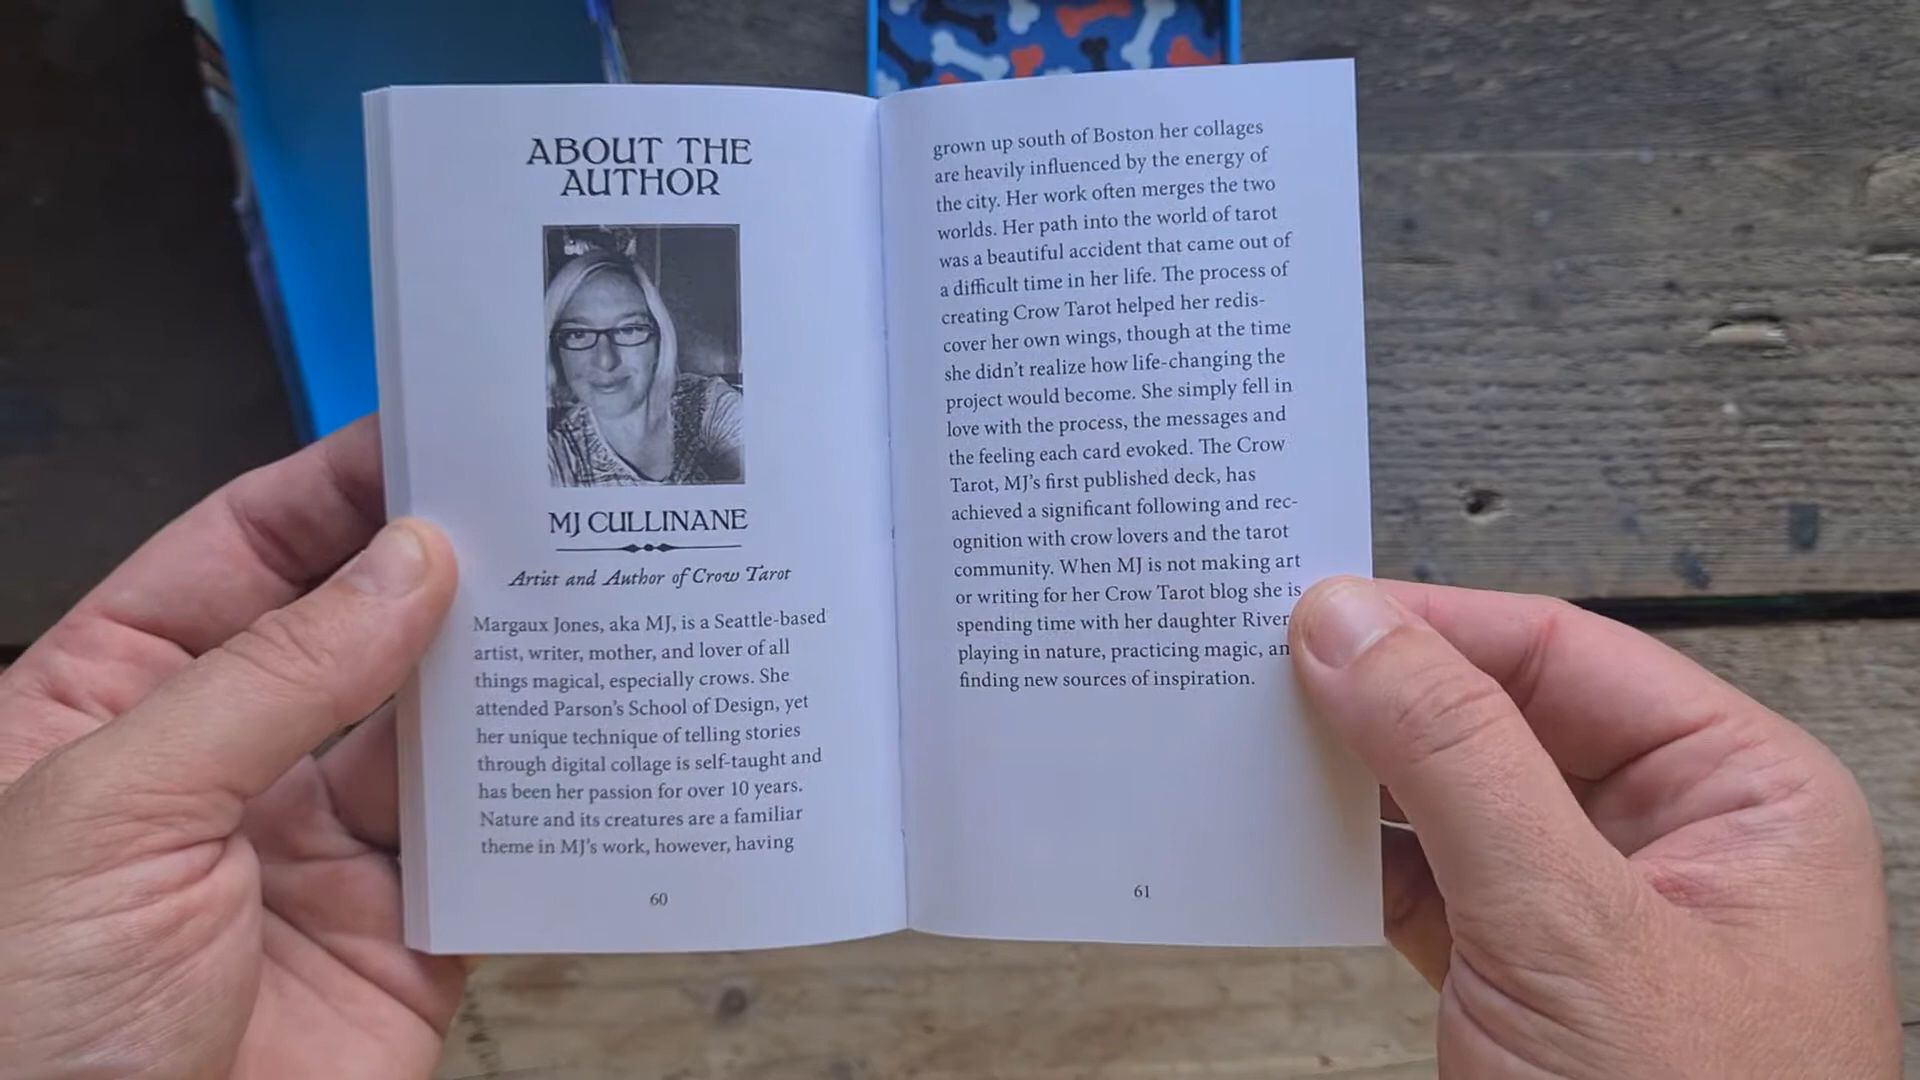 ABOUT THE
AUTHOR
MJ CULLINANE
Artist and Author of Crow Tarot
Margaux Jones, aka MJ, is a Seattle-based
artist, writer, mother, and lover of all
things magical, especially crows. She
attended Parson's School of Design, yet
her unique technique of telling stories
through digital collage is self-taught and
has been her passion for over 10 years.
Nature and its creatures are a familiar
theme in MJ's work, however, having
60
grown up south of Boston her collages
are heavily influenced by the energy of
the city. Her work often merges the two
worlds. Her path into the world of tarot
was a beautiful accident that came out of
a difficult time in her life. The process of
creating Crow Tarot helped her redis-
cover her own wings, though at the time
she didn't realize how life-changing the
project would become. She simply fell in
love with the process, the messages and
the feeling each card evoked. The Crow
Tarot, MJ's first published deck, has
achieved a significant following and rec-
ognition with crow lovers and the tarot
community. When MJ is not making art
or writing for her Crow Tarot blog she is
spending time with her daughter River
playing in nature, practicing magic, an
finding new sources of inspiration.
61